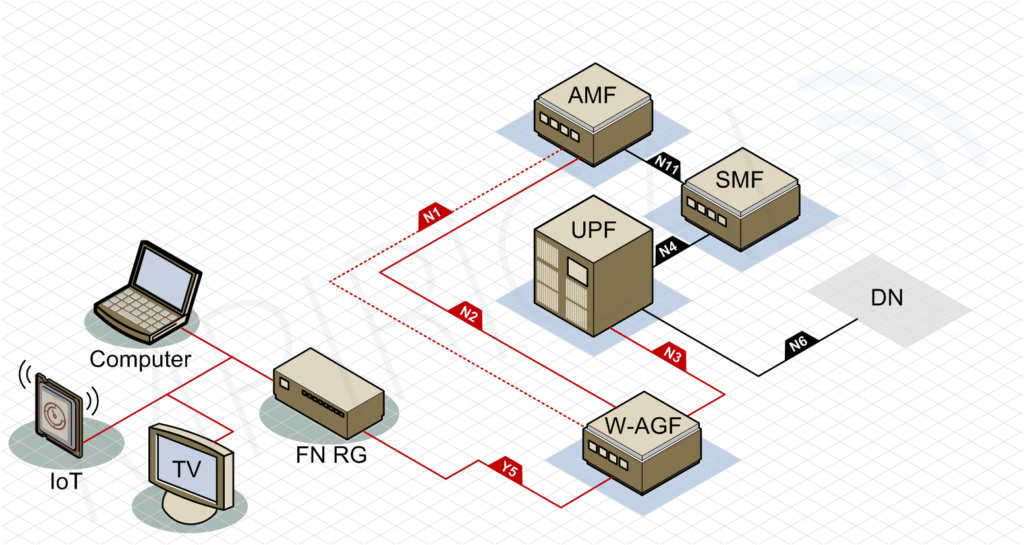 AMF
N11
SMF
N1
UPF
N4
DN
N2
N6
N3
Computer
W-AGF
FN RG
IoT
TV
Y5